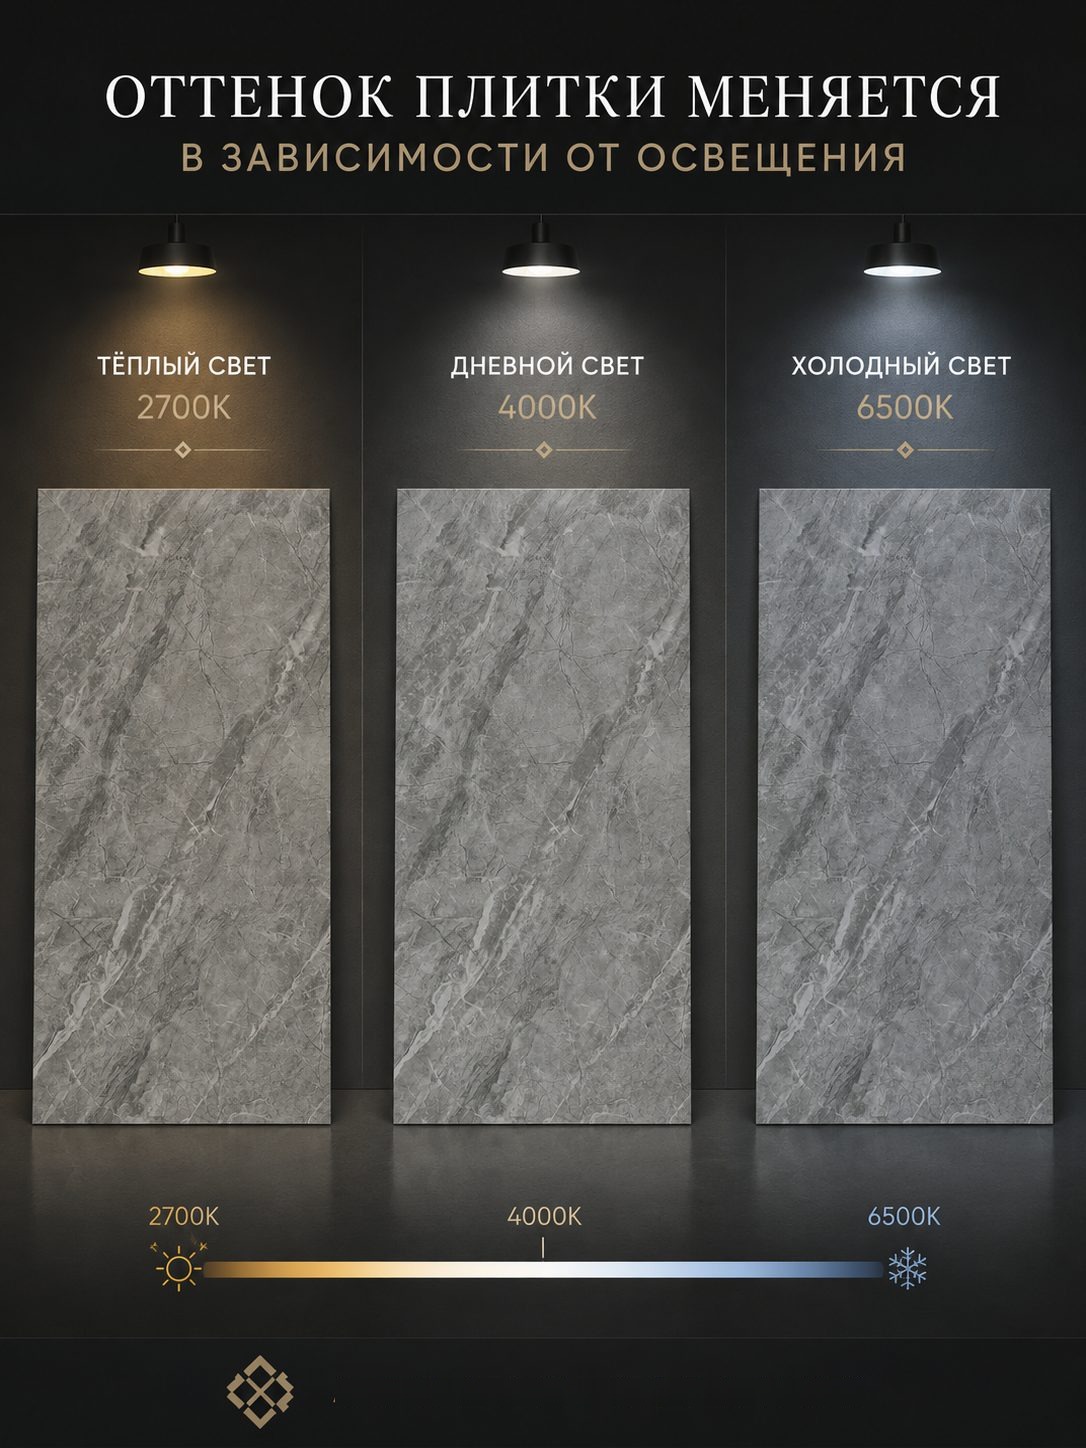 ОТТЕНОК ПЛИТКИ МЕНЯЕТСЯ
В ЗАВИСИМОСТИ ОТ ОСВЕЩЕНИЯ
ТЁПЛЫЙ СВЕТ
2700K
ДНЕВНОЙ СВЕТ
4000K
ХОЛОДНЫЙ СВЕТ
6500K
2700K
4000K
6500K